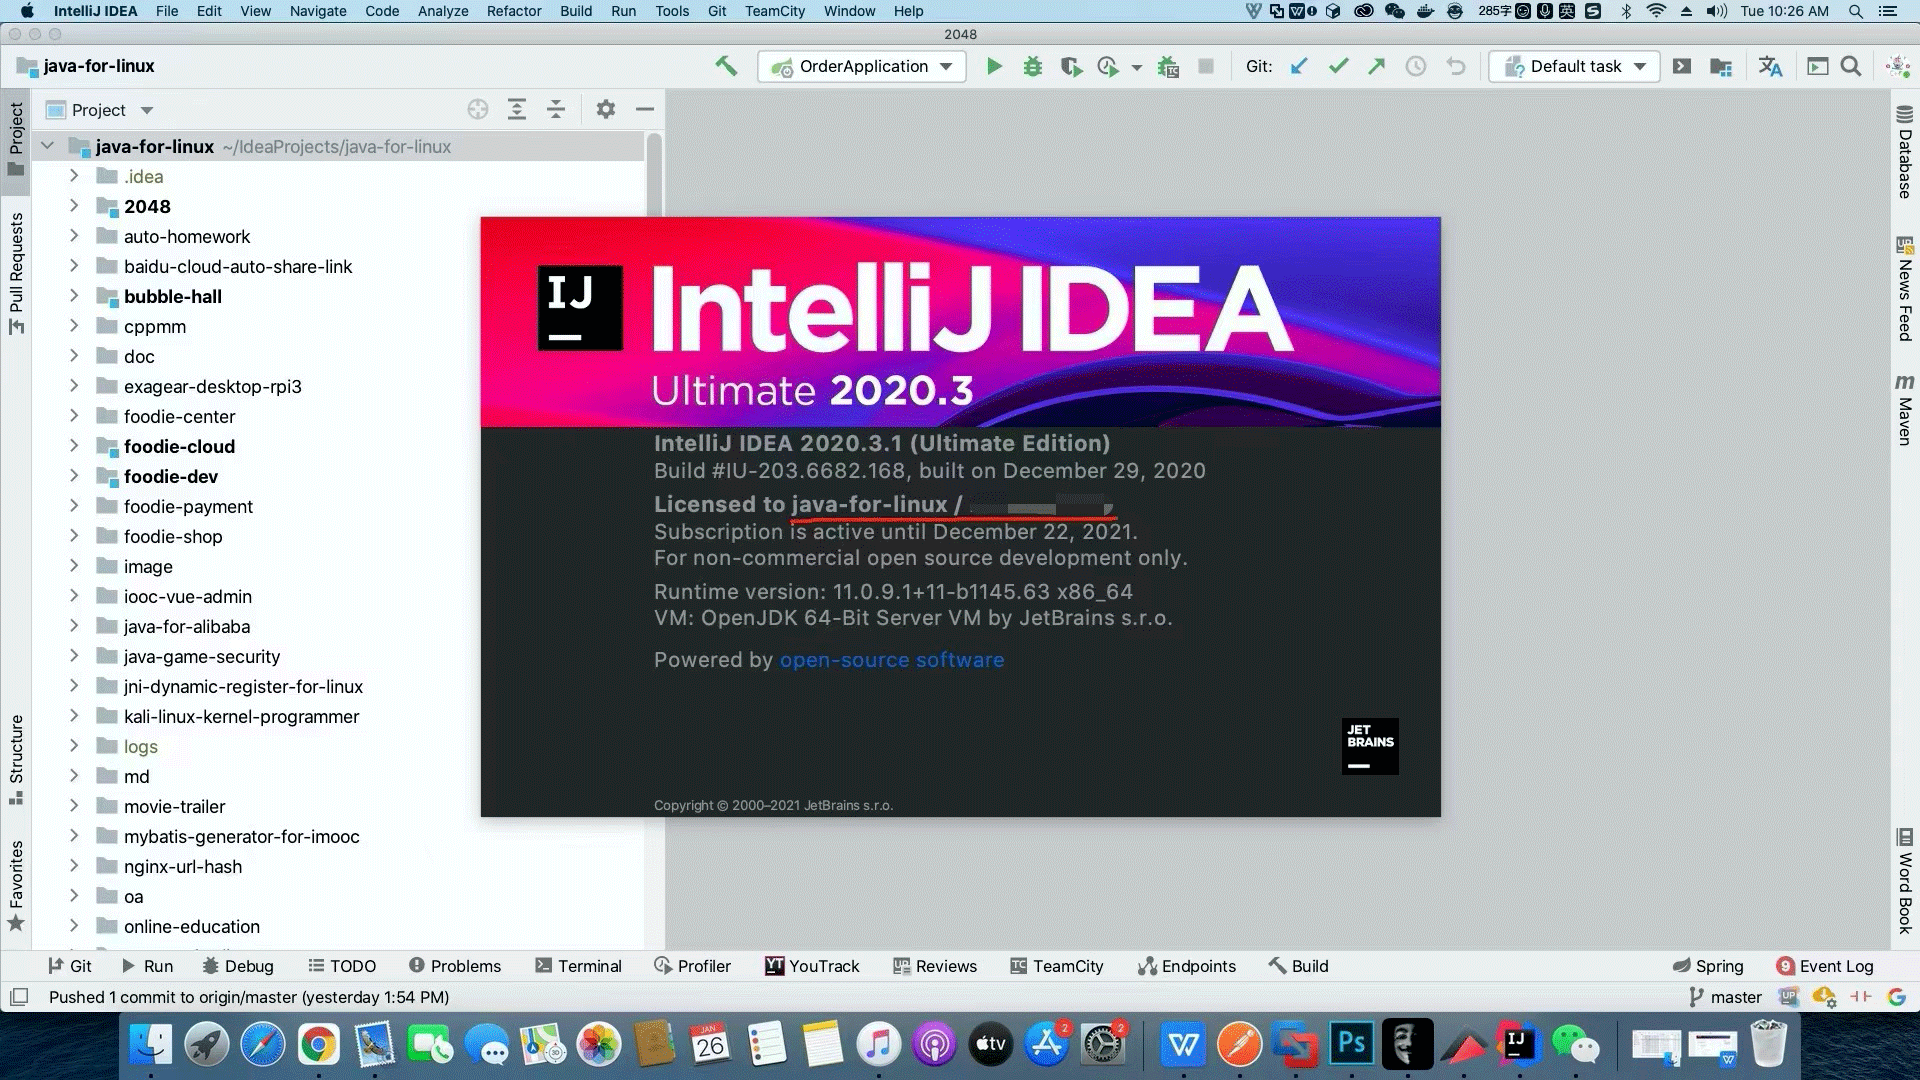 IntelliJ IDEA File Edit View Navigate Code Analyze Refactor Build Run Tools Git TeamCity Window Help 285字 英 Tue 10:26 AM
2048
java-for-linux OrderApplication Git: Default task
Project
java-for-linux ~/IdeaProjects/java-for-linux
.idea
2048
auto-homework
baidu-cloud-auto-share-link
bubble-hall
cppmm
doc
exagear-desktop-rpi3
foodie-center
foodie-cloud
foodie-dev
foodie-payment
foodie-shop
image
iooc-vue-admin
java-for-alibaba
java-game-security
jni-dynamic-register-for-linux
kali-linux-kernel-programmer
logs
md
movie-trailer
mybatis-generator-for-imooc
nginx-url-hash
oa
online-education
Project
Pull Requests
Structure
Favorites
IJ
IntelliJ IDEA
Ultimate 2020.3
IntelliJ IDEA 2020.3.1 (Ultimate Edition)
Build #IU-203.6682.168, built on December 29, 2020
Licensed to java-for-linux /
Subscription is active until December 22, 2021.
For non-commercial open source development only.
Runtime version: 11.0.9.1+11-b1145.63 x86_64
VM: OpenJDK 64-Bit Server VM by JetBrains s.r.o.
Powered by open-source software
JET
BRAINS
Copyright © 2000–2021 JetBrains s.r.o.
Database
News Feed
m Maven
Word Book
Git Run Debug TODO Problems Terminal Profiler YouTrack Reviews TeamCity Endpoints Build Spring 9 Event Log
Pushed 1 commit to origin/master (yesterday 1:54 PM) master UP
JAN
26
tv
2
2
W
Ps
IJ